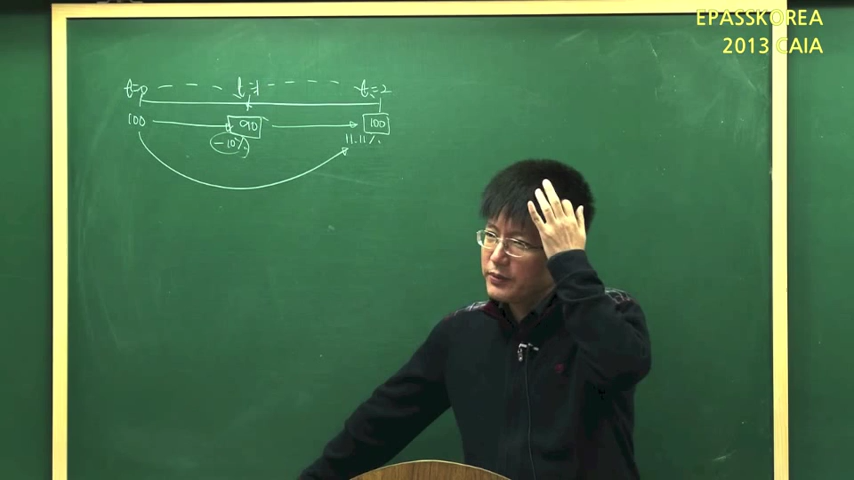 EPASSKOREA
2013 CAIA
t=0 t=1 t=2
100 90 100
-10% 11.11%